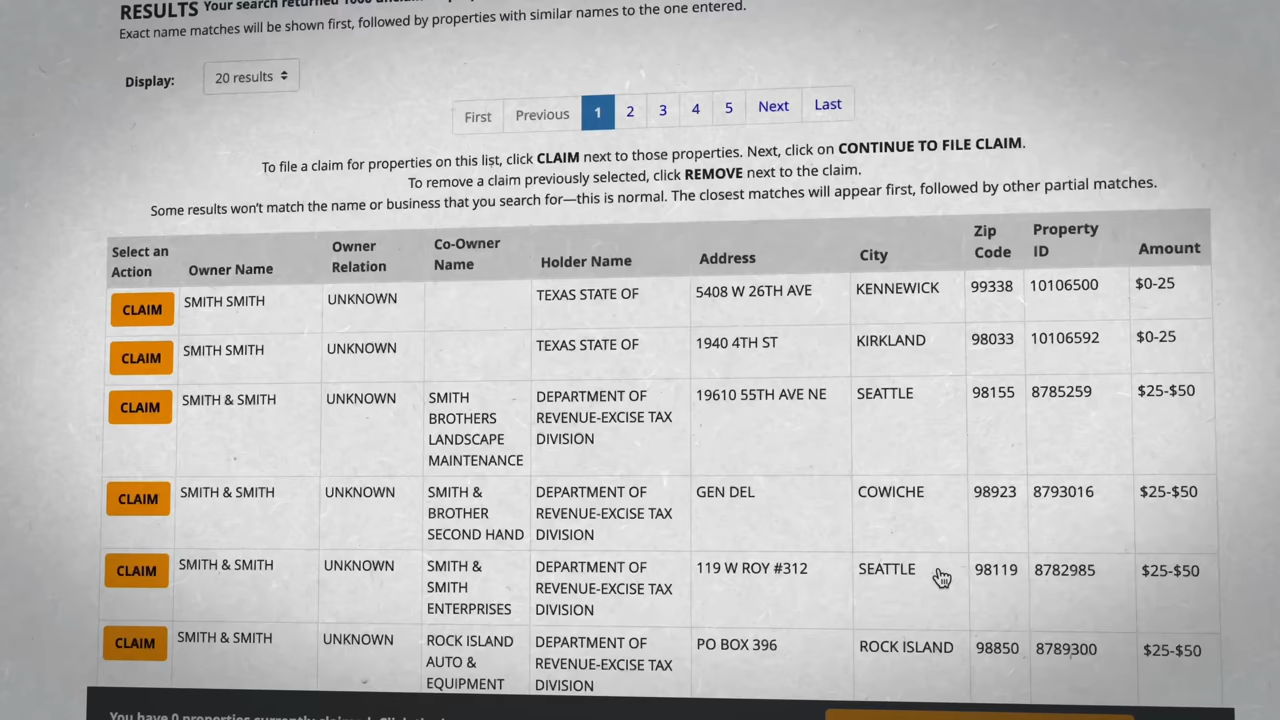 RESULTS Your search returned
Exact name matches will be shown first, followed by properties with similar names to the one entered.
Display: 20 results
First Previous 1 2 3 4 5 Next Last
To file a claim for properties on this list, click CLAIM next to those properties. Next, click on CONTINUE TO FILE CLAIM.
To remove a claim previously selected, click REMOVE next to the claim.
Some results won't match the name or business that you search for—this is normal. The closest matches will appear first, followed by other partial matches.
Select an Action Owner Name Owner Relation Co-Owner Name Holder Name Address City Zip Code Property ID Amount
CLAIM SMITH SMITH UNKNOWN TEXAS STATE OF 5408 W 26TH AVE KENNEWICK 99338 10106500 $0-25
CLAIM SMITH SMITH UNKNOWN TEXAS STATE OF 1940 4TH ST KIRKLAND 98033 10106592 $0-25
CLAIM SMITH & SMITH UNKNOWN SMITH BROTHERS LANDSCAPE MAINTENANCE DEPARTMENT OF REVENUE-EXCISE TAX DIVISION 19610 55TH AVE NE SEATTLE 98155 8785259 $25-$50
CLAIM SMITH & SMITH UNKNOWN SMITH & BROTHER SECOND HAND DEPARTMENT OF REVENUE-EXCISE TAX DIVISION GEN DEL COWICHE 98923 8793016 $25-$50
CLAIM SMITH & SMITH UNKNOWN SMITH & SMITH ENTERPRISES DEPARTMENT OF REVENUE-EXCISE TAX DIVISION 119 W ROY #312 SEATTLE 98119 8782985 $25-$50
CLAIM SMITH & SMITH UNKNOWN ROCK ISLAND AUTO & EQUIPMENT DEPARTMENT OF REVENUE-EXCISE TAX DIVISION PO BOX 396 ROCK ISLAND 98850 8789300 $25-$50
You have 0 properties currently